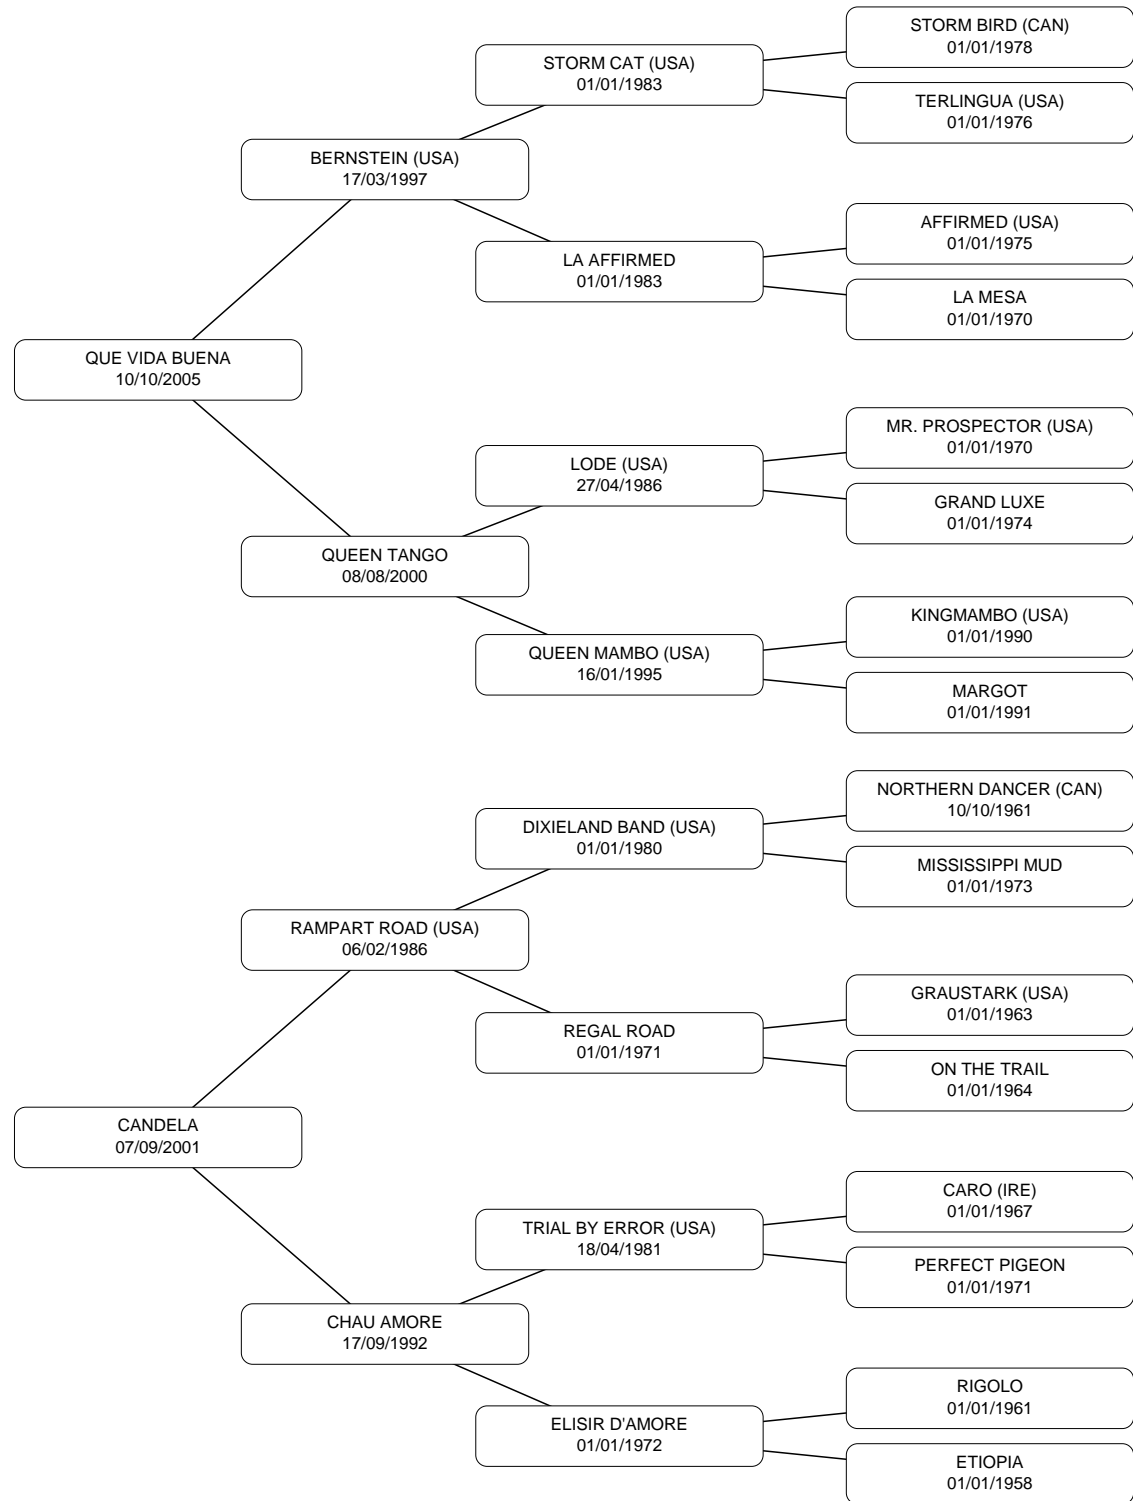 STORM BIRD (CAN)
01/01/1978
STORM CAT (USA)
01/01/1983
TERLINGUA (USA)
01/01/1976
BERNSTEIN (USA)
17/03/1997
AFFIRMED (USA)
01/01/1975
LA AFFIRMED
01/01/1983
LA MESA
01/01/1970
QUE VIDA BUENA
10/10/2005
MR. PROSPECTOR (USA)
01/01/1970
LODE (USA)
27/04/1986
GRAND LUXE
01/01/1974
QUEEN TANGO
08/08/2000
KINGMAMBO (USA)
01/01/1990
QUEEN MAMBO (USA)
16/01/1995
MARGOT
01/01/1991
NORTHERN DANCER (CAN)
10/10/1961
DIXIELAND BAND (USA)
01/01/1980
MISSISSIPPI MUD
01/01/1973
RAMPART ROAD (USA)
06/02/1986
GRAUSTARK (USA)
01/01/1963
REGAL ROAD
01/01/1971
ON THE TRAIL
01/01/1964
CANDELA
07/09/2001
CARO (IRE)
01/01/1967
TRIAL BY ERROR (USA)
18/04/1981
PERFECT PIGEON
01/01/1971
CHAU AMORE
17/09/1992
RIGOLO
01/01/1961
ELISIR D'AMORE
01/01/1972
ETIOPIA
01/01/1958